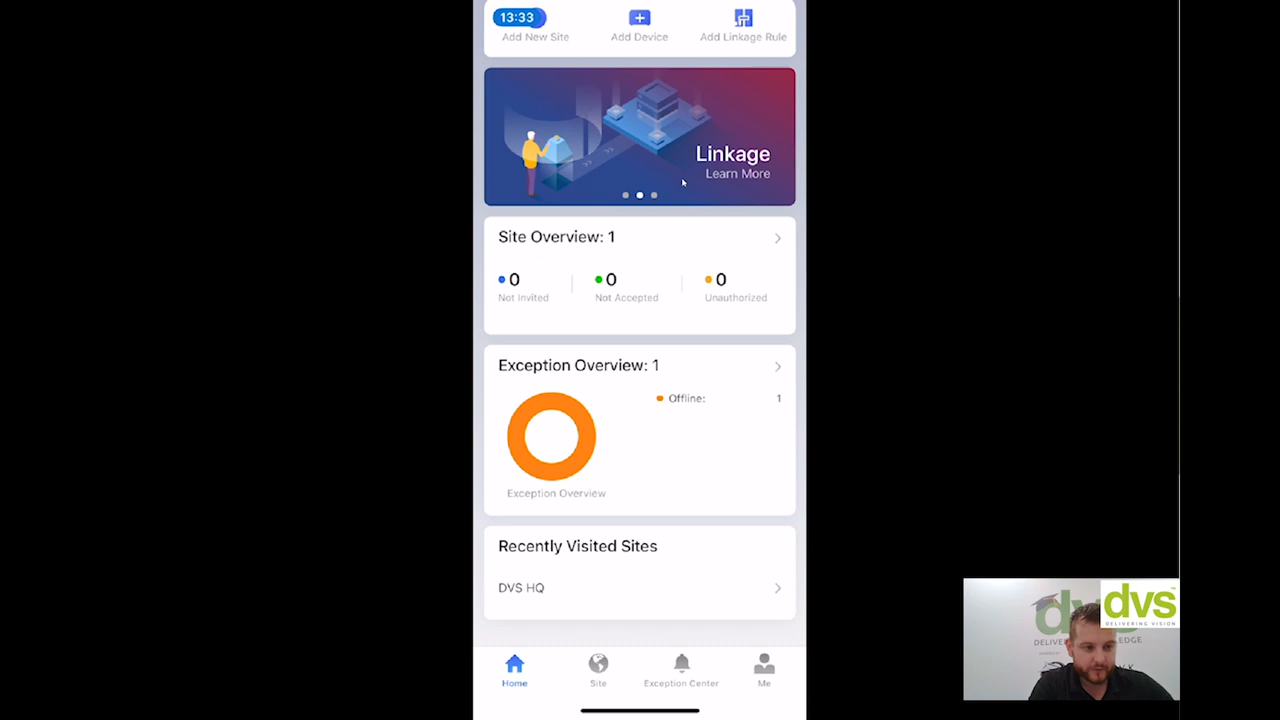 13:33
Add New Site
Add Device
Add Linkage Rule
Linkage
Learn More
Site Overview: 1
0
Not Invited
0
Not Accepted
0
Unauthorized
Exception Overview: 1
Offline: 1
Exception Overview
Recently Visited Sites
DVS HQ
Home
Site
Exception Center
Me
dvs
DELIVERING VISION